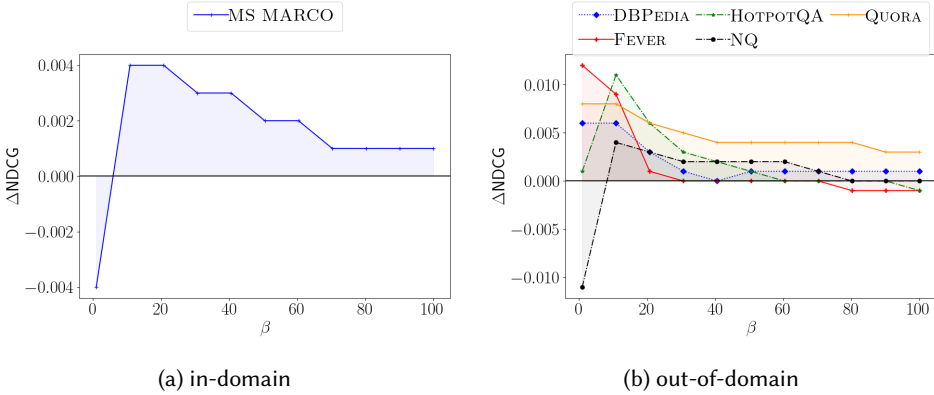 MS MARCO
0.004
0.002
0.000
−0.002
−0.004
ΔNDCG
0 20 40 60 80 100
β
(a) in-domain
DBPEDIA HOTPOTQA QUORA
FEVER NQ
0.010
0.005
0.000
−0.005
−0.010
ΔNDCG
0 20 40 60 80 100
β
(b) out-of-domain